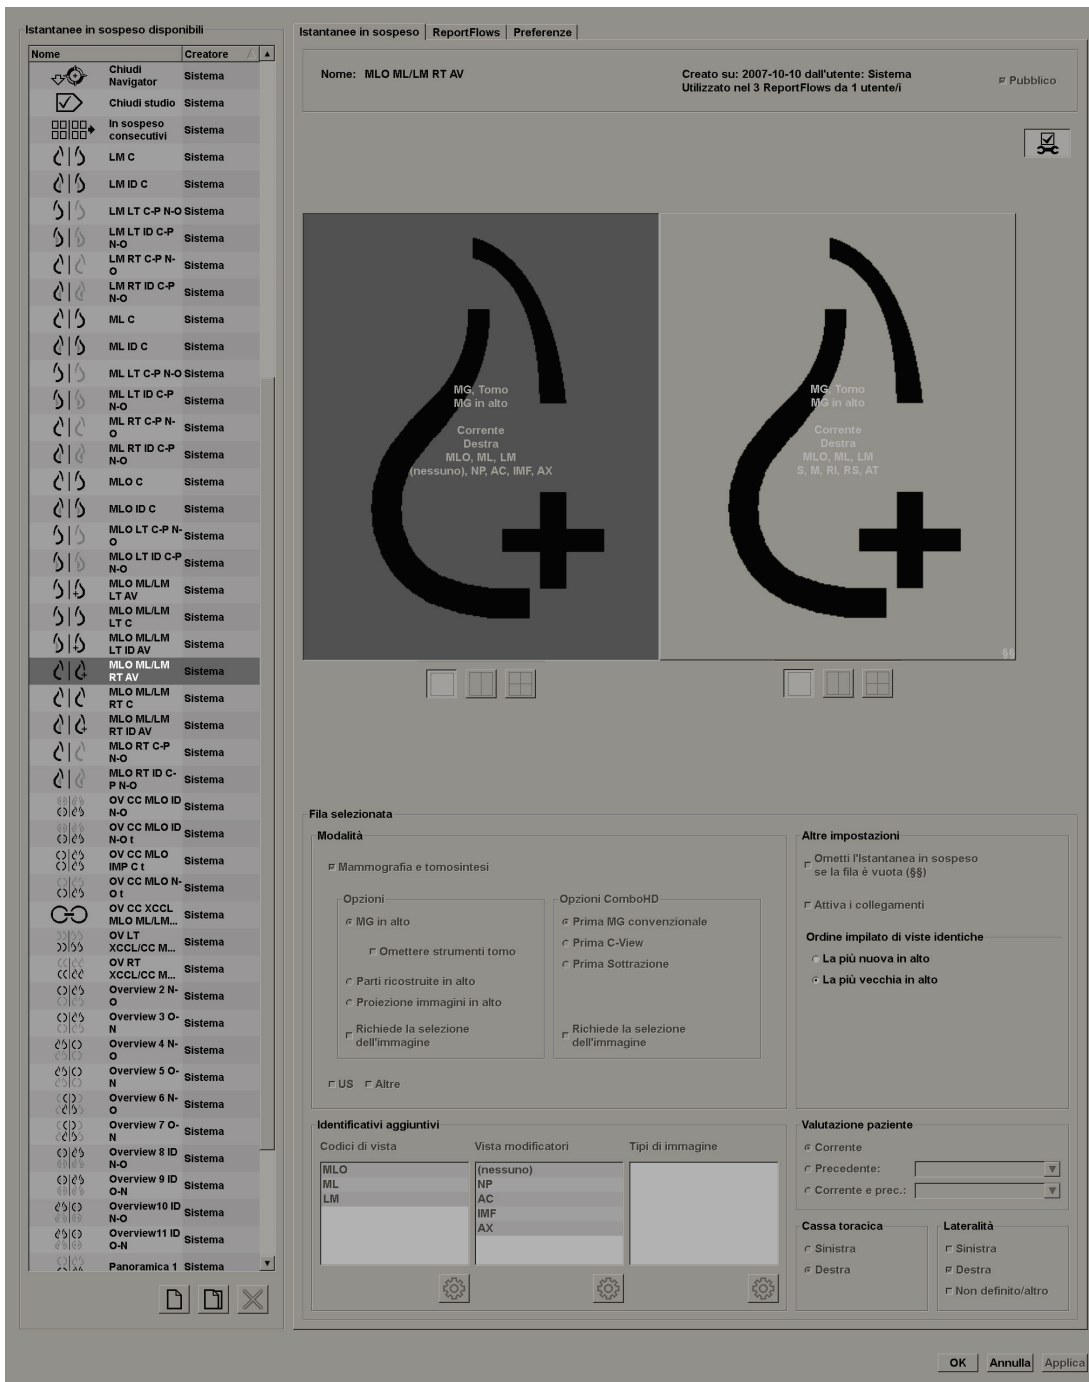 Istantanee in sospeso disponibili
Nome Creatore
Chiudi
Navigator Sistema
Chiudi studio Sistema
In sospeso
consecutivi Sistema
LM C Sistema
LM ID C Sistema
LM LT C-P N-O Sistema
LM LT ID C-P
N-O Sistema
LM RT C-P N-
O Sistema
LM RT ID C-P
N-O Sistema
ML C Sistema
ML ID C Sistema
ML LT C-P N-O Sistema
ML LT ID C-P
N-O Sistema
ML RT C-P N-
O Sistema
ML RT ID C-P
N-O Sistema
MLO C Sistema
MLO ID C Sistema
MLO LT C-P N-
O Sistema
MLO LT ID C-P
N-O Sistema
MLO ML/LM
LT AV Sistema
MLO ML/LM
LT C Sistema
MLO ML/LM
LT ID AV Sistema
MLO ML/LM
RT AV Sistema
MLO ML/LM
RT C Sistema
MLO ML/LM
RT ID AV Sistema
MLO RT C-P
N-O Sistema
MLO RT ID C-
P N-O Sistema
OV CC MLO ID
N-O Sistema
OV CC MLO ID
N-O t Sistema
OV CC MLO
IMP C t Sistema
OV CC MLO N-
O t Sistema
OV CC XCCL
MLO ML/LM... Sistema
OV LT
XCCL/CC M... Sistema
OV RT
XCCL/CC M... Sistema
Overview 2 N-
O Sistema
Overview 3 O-
N Sistema
Overview 4 N-
O Sistema
Overview 5 O-
N Sistema
Overview 6 N-
O Sistema
Overview 7 O-
N Sistema
Overview 8 ID
N-O Sistema
Overview 9 ID
O-N Sistema
Overview10 ID
N-O Sistema
Overview11 ID
O-N Sistema
Panoramica 1 Sistema
Istantanee in sospeso ReportFlows Preferenze
Nome: MLO ML/LM RT AV
Creato su: 2007-10-10 dall'utente: Sistema
Utilizzato nel 3 ReportFlows da 1 utente/i
Pubblico
MG, Tomo
MG in alto
Corrente
Destra
MLO, ML, LM
(nessuno), NP, AC, IMF, AX
MG, Tomo
MG in alto
Corrente
Destra
MLO, ML, LM
S, M, RI, RS, AT
§§
Fila selezionata
Modalità
Mammografia e tomosintesi
Opzioni
MG in alto
Omettere strumenti tomo
Parti ricostruite in alto
Proiezione immagini in alto
Richiede la selezione
dell'immagine
Opzioni ComboHD
Prima MG convenzionale
Prima C-View
Prima Sottrazione
Richiede la selezione
dell'immagine
US Altre
Altre impostazioni
Ometti l'Istantanea in sospeso
se la fila è vuota (§§)
Attiva i collegamenti
Ordine impilato di viste identiche
La più nuova in alto
La più vecchia in alto
Identificativi aggiuntivi
Codici di vista
MLO
ML
LM
Vista modificatori
(nessuno)
NP
AC
IMF
AX
Tipi di immagine
Valutazione paziente
Corrente
Precedente:
Corrente e prec.:
Cassa toracica
Sinistra
Destra
Lateralità
Sinistra
Destra
Non definito/altro
OK Annulla Applica